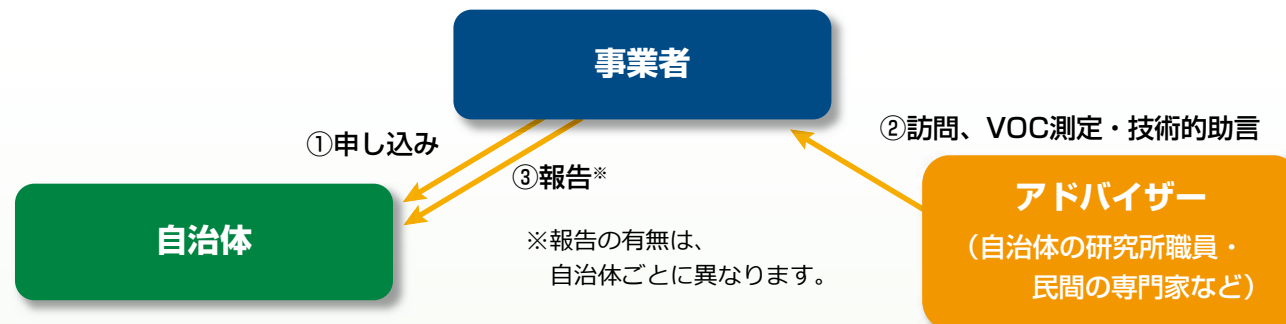 事業者
①申し込み
②訪問、VOC測定・技術的助言
③報告※
自治体
※報告の有無は、
自治体ごとに異なります。
アドバイザー
（自治体の研究所職員・
民間の専門家など）